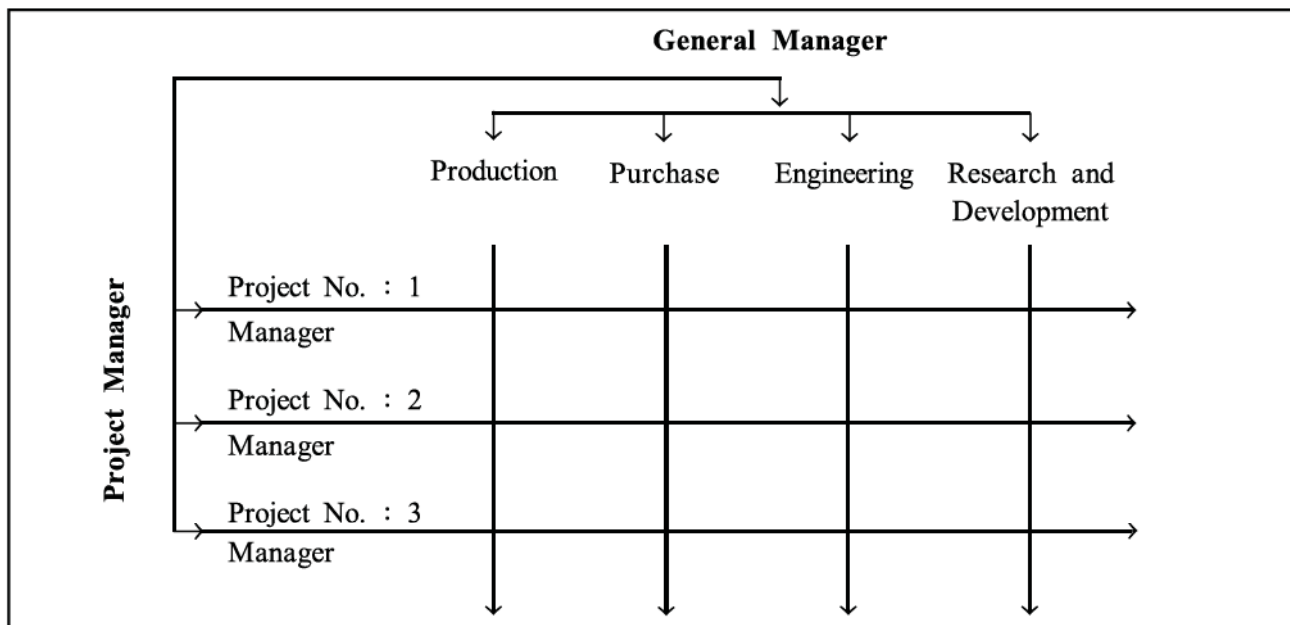 General Manager
Production
Purchase
Engineering
Research and
Development
Project Manager
Project No. : 1
Manager
Project No. : 2
Manager
Project No. : 3
Manager